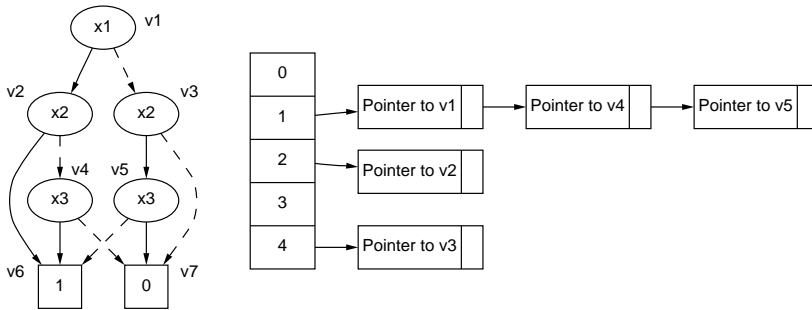 x1
v1
v2
x2
x2
v3
v4
v5
x3
x3
v6
1
0
v7
0
1
2
3
4
Pointer to v1
Pointer to v4
Pointer to v5
Pointer to v2
Pointer to v3